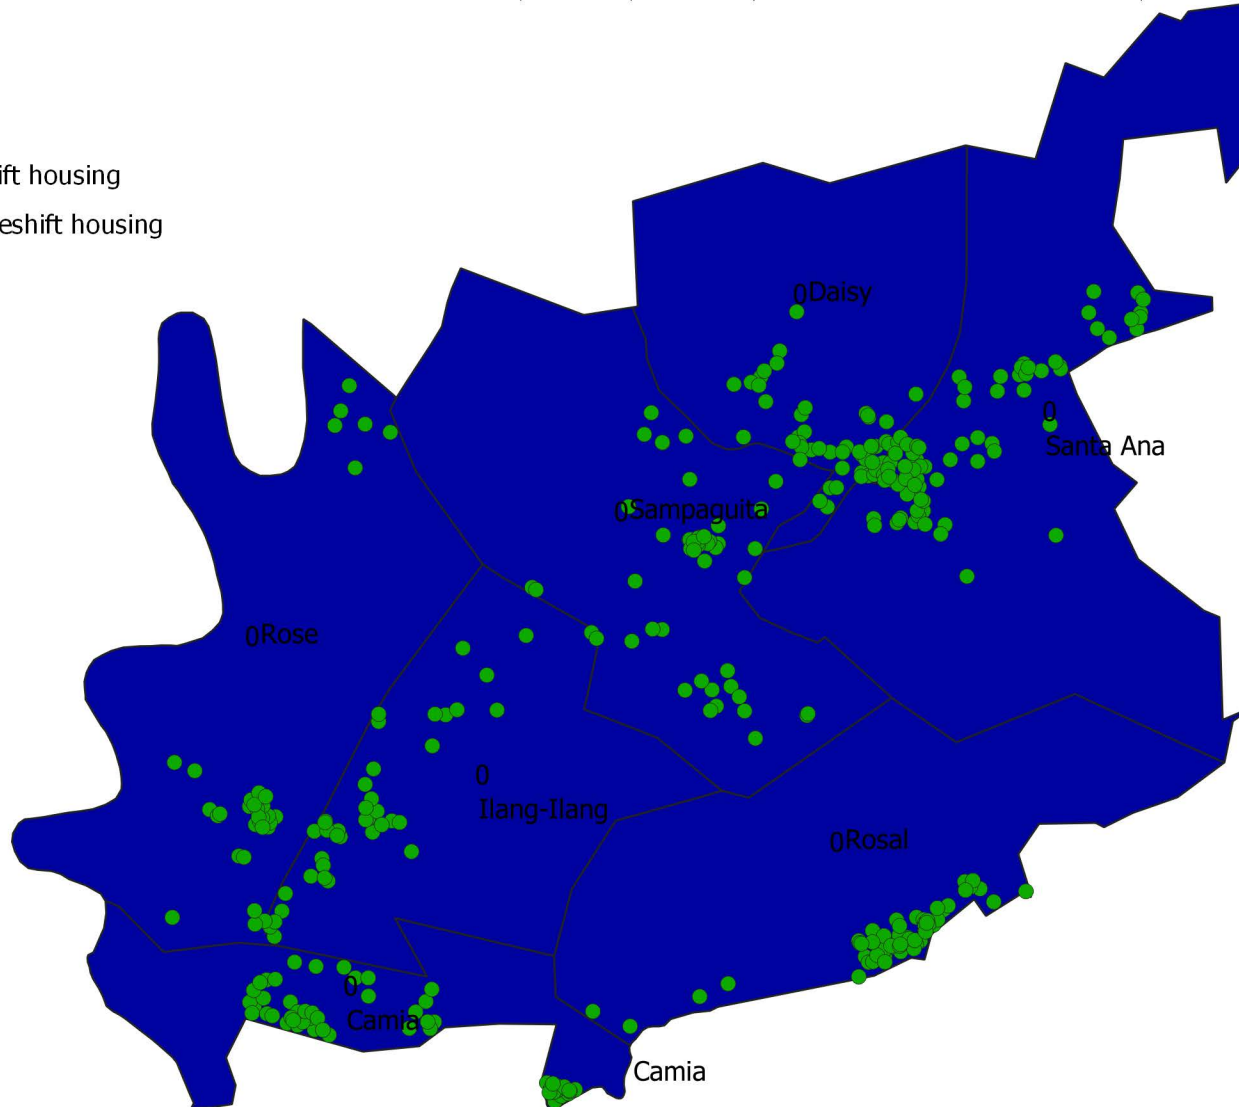 ift housing
eshift housing
0Daisy
0
Santa Ana
0Sampaguita
0Rose
0
Ilang-Ilang
0Rosal
0
Camia
Camia